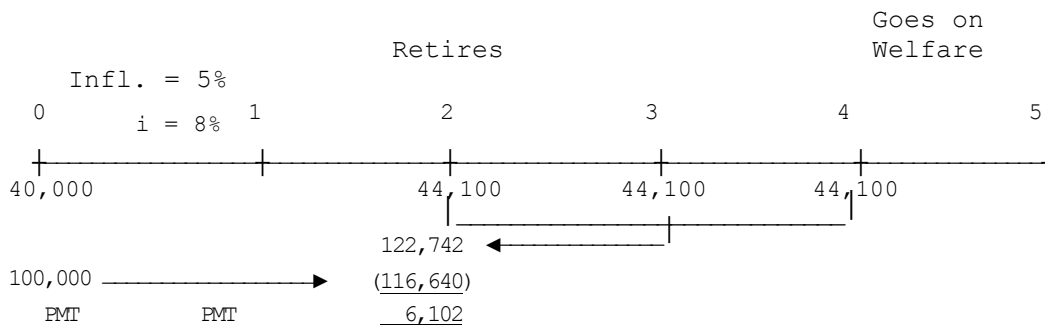 Goes on
Retires Welfare
Infl. = 5%
0 i = 8% 1 2 3 4 5
40,000 44,100 44,100 44,100
122,742
100,000 (116,640)
PMT PMT 6,102